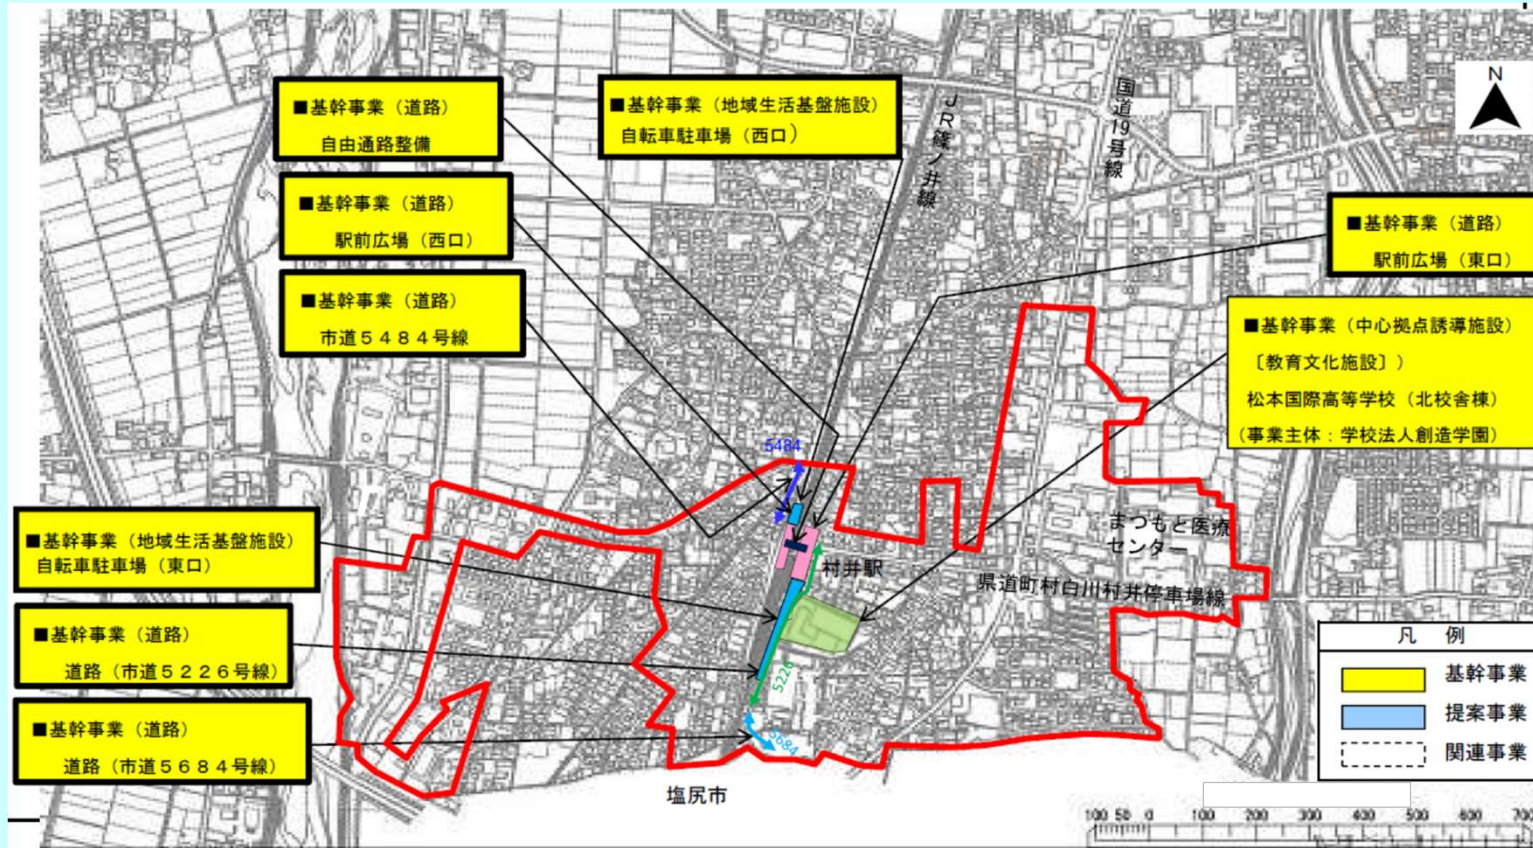 ■基幹事業（道路）
自由通路整備
■基幹事業（地域生活基盤施設）
自転車駐車場（西口）
JR篠ノ井線
国道19号線
N
■基幹事業（道路）
駅前広場（西口）
■基幹事業（道路）
駅前広場（東口）
■基幹事業（道路）
市道５４８４号線
■基幹事業（中心拠点誘導施設）
〔教育文化施設〕）
松本国際高等学校（北校舎棟）
（事業主体：学校法人創造学園）
5484
■基幹事業（地域生活基盤施設）
自転車駐車場（東口）
まつもと医療
センター
村井駅
県道町村白川村井停車場線
■基幹事業（道路）
道路（市道５２２６号線）
5226
■基幹事業（道路）
道路（市道５６８４号線）
5684
塩尻市
凡 例
基幹事業
提案事業
関連事業
100 50 0 100 200 300 400 500 600 700